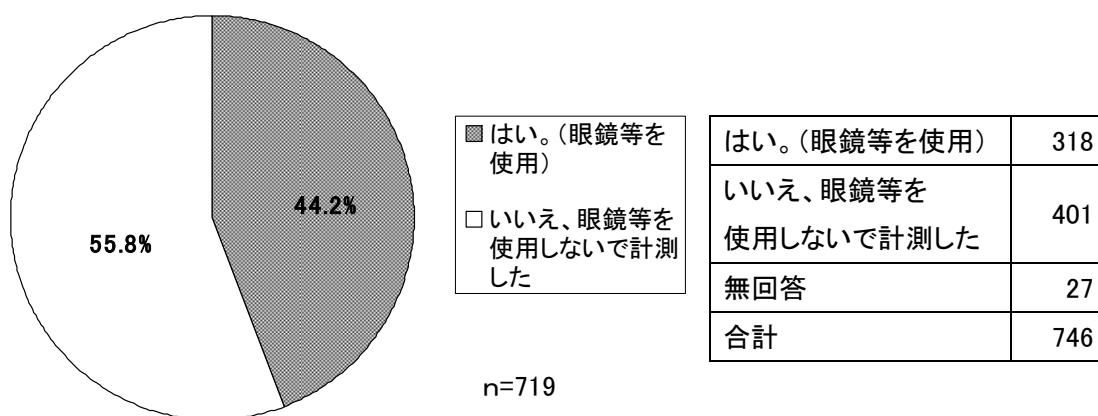 44.2%
55.8%
はい。（眼鏡等を
使用）
いいえ、眼鏡等を
使用しないで計測
した
n=719
はい。（眼鏡等を使用） 318
いいえ、眼鏡等を
使用しないで計測した 401
無回答 27
合計 746